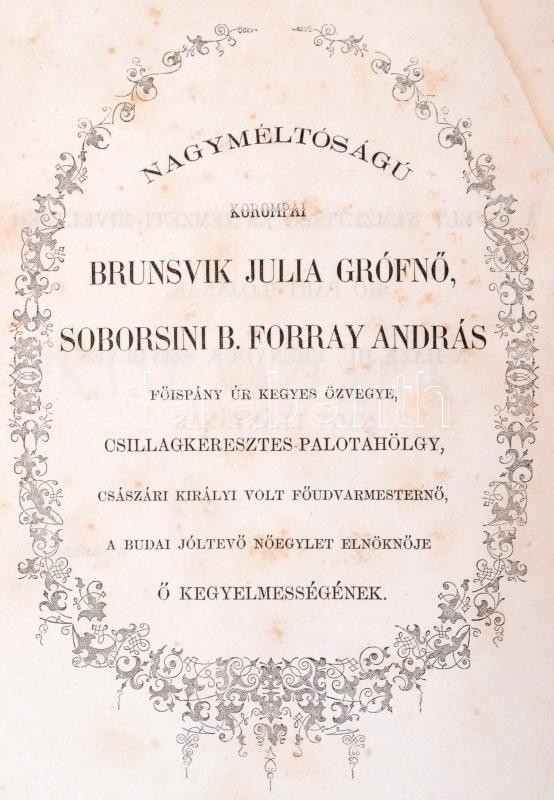 NAGYMÉLTÓSÁGÚ
KOROMPAI
BRUNSVIK JULIA GRÓFNŐ,
SOBORSINI B. FORRAY ANDRÁS
FŐISPÁNY ÚR KEGYES ÖZVEGYE,
CSILLAGKERESZTES-PALOTAHÖLGY,
CSÁSZÁRI KIRÁLYI VOLT FŐUDVARMESTERNŐ,
A BUDAI JÓLTEVŐ NŐEGYLET ELNÖKNŐJE
Ő KEGYELMESSÉGÉNEK.